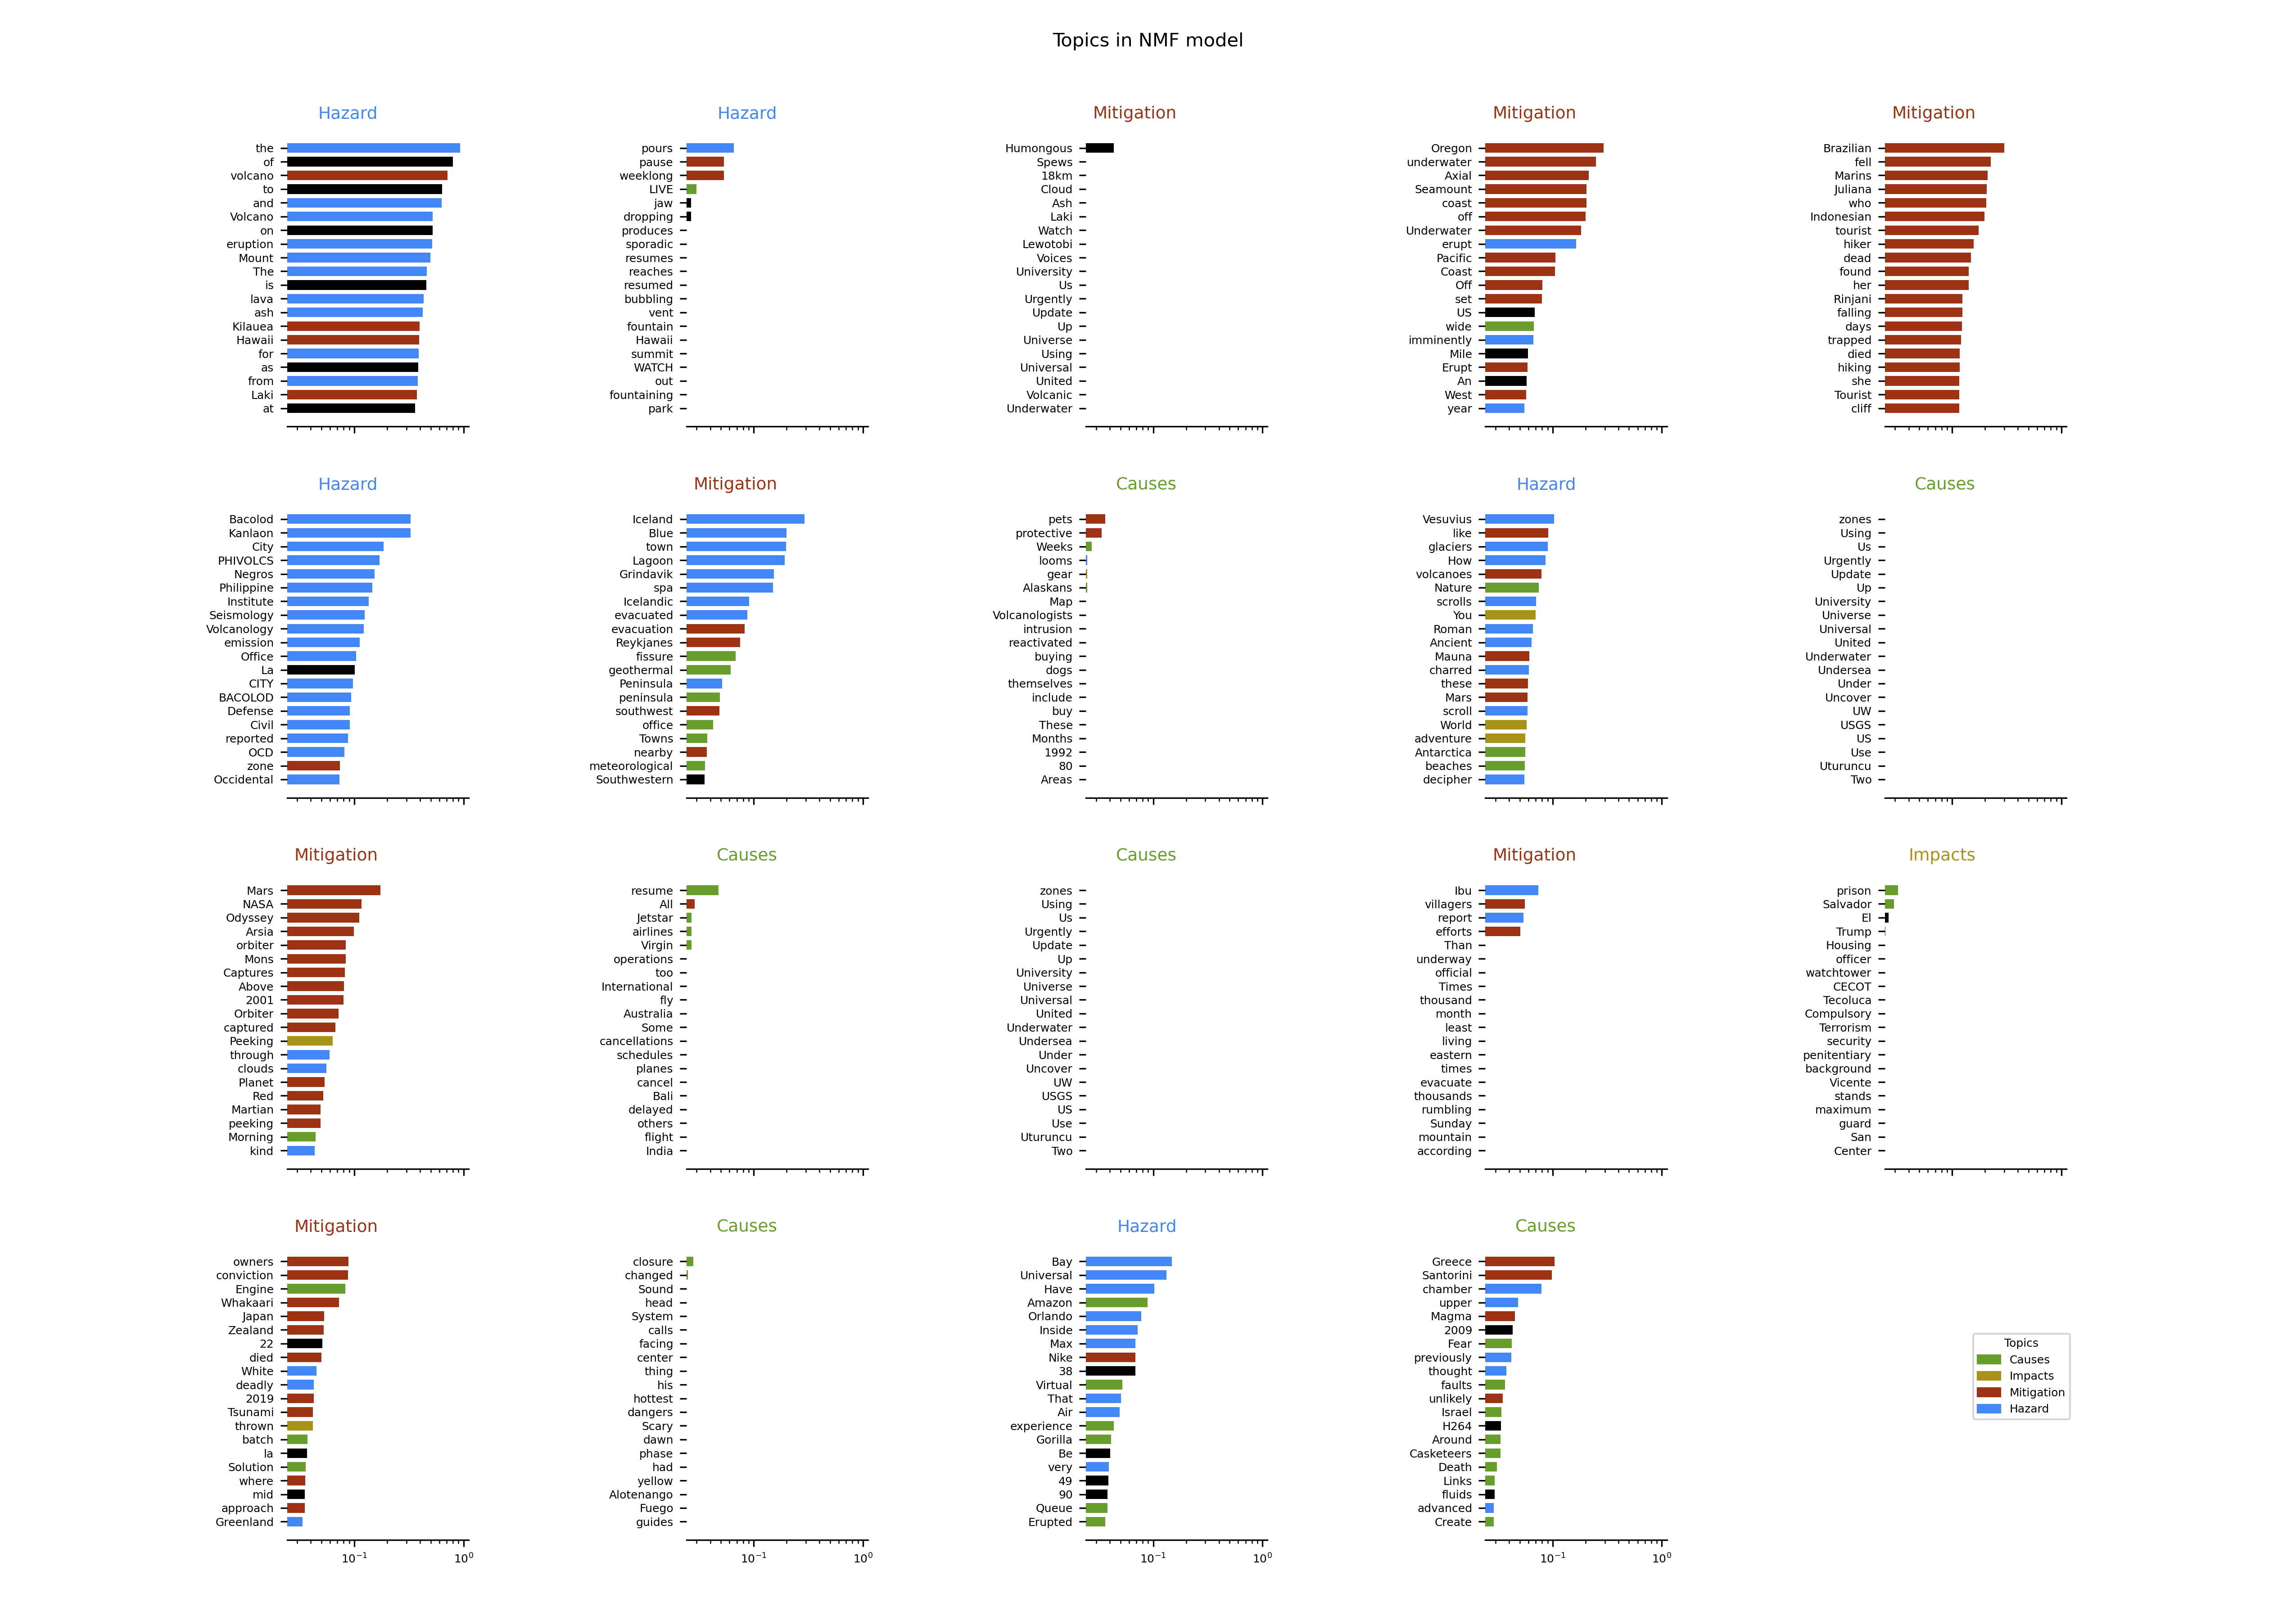 Topics in NMF model
Hazard
the
of
volcano
to
and
Volcano
on
eruption
Mount
The
is
lava
ash
Kilauea
Hawaii
for
as
from
Laki
at
Hazard
pours
pause
weeklong
LIVE
jaw
dropping
produces
sporadic
resumes
reaches
resumed
bubbling
vent
fountain
Hawaii
summit
WATCH
out
fountaining
park
Mitigation
Humongous
Spews
18km
Cloud
Ash
Laki
Watch
Lewotobi
Voices
University
Us
Urgently
Update
Up
Universe
Using
Universal
United
Volcanic
Underwater
Mitigation
Oregon
underwater
Axial
Seamount
coast
off
Underwater
erupt
Pacific
Coast
Off
set
US
wide
imminently
Mile
Erupt
An
West
year
Mitigation
Brazilian
fell
Marins
Juliana
who
Indonesian
tourist
hiker
dead
found
her
Rinjani
falling
days
trapped
died
hiking
she
Tourist
cliff
Hazard
Bacolod
Kanlaon
City
PHIVOLCS
Negros
Philippine
Institute
Seismology
Volcanology
emission
Office
La
CITY
BACOLOD
Defense
Civil
reported
OCD
zone
Occidental
Mitigation
Iceland
Blue
town
Lagoon
Grindavik
spa
Icelandic
evacuated
evacuation
Reykjanes
fissure
geothermal
Peninsula
peninsula
southwest
office
Towns
nearby
meteorological
Southwestern
Causes
pets
protective
Weeks
looms
gear
Alaskans
Map
Volcanologists
intrusion
reactivated
buying
dogs
themselves
include
buy
These
Months
1992
80
Areas
Hazard
Vesuvius
like
glaciers
How
volcanoes
Nature
scrolls
You
Roman
Ancient
Mauna
charred
these
Mars
scroll
World
adventure
Antarctica
beaches
decipher
Causes
zones
Using
Us
Urgently
Update
Up
University
Universe
Universal
United
Underwater
Undersea
Under
Uncover
UW
USGS
US
Use
Uturuncu
Two
Mitigation
Mars
NASA
Odyssey
Arsia
orbiter
Mons
Captures
Above
2001
Orbiter
captured
Peeking
through
clouds
Planet
Red
Martian
peeking
Morning
kind
Causes
resume
All
Jetstar
airlines
Virgin
operations
too
International
fly
Australia
Some
cancellations
schedules
planes
cancel
Bali
delayed
others
flight
India
Causes
zones
Using
Us
Urgently
Update
Up
University
Universe
Universal
United
Underwater
Undersea
Under
Uncover
UW
USGS
US
Use
Uturuncu
Two
Mitigation
Ibu
villagers
report
efforts
Than
underway
official
Times
thousand
month
least
living
eastern
times
evacuate
thousands
rumbling
Sunday
mountain
according
Impacts
prison
Salvador
El
Trump
Housing
officer
watchtower
CECOT
Tecoluca
Compulsory
Terrorism
security
penitentiary
background
Vicente
stands
maximum
guard
San
Center
Mitigation
owners
conviction
Engine
Whakaari
Japan
Zealand
22
died
White
deadly
2019
Tsunami
thrown
batch
la
Solution
where
mid
approach
Greenland
10⁻¹ 10⁰
Causes
closure
changed
Sound
head
System
calls
facing
center
thing
his
hottest
dangers
Scary
dawn
phase
had
yellow
Alotenango
Fuego
guides
10⁻¹ 10⁰
Hazard
Bay
Universal
Have
Amazon
Orlando
Inside
Max
Nike
38
Virtual
That
Air
experience
Gorilla
Be
very
49
90
Queue
Erupted
10⁻¹ 10⁰
Causes
Greece
Santorini
chamber
upper
Magma
2009
Fear
previously
thought
faults
unlikely
Israel
H264
Around
Casketeers
Death
Links
fluids
advanced
Create
10⁻¹ 10⁰
Topics
Causes
Impacts
Mitigation
Hazard